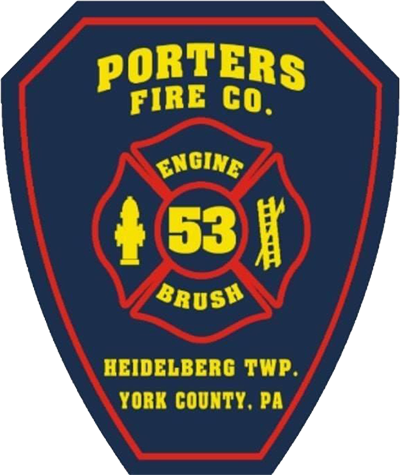 PORTERS
FIRE CO.
ENGINE
53
BRUSH
HEIDELBERG TWP.
YORK COUNTY, PA